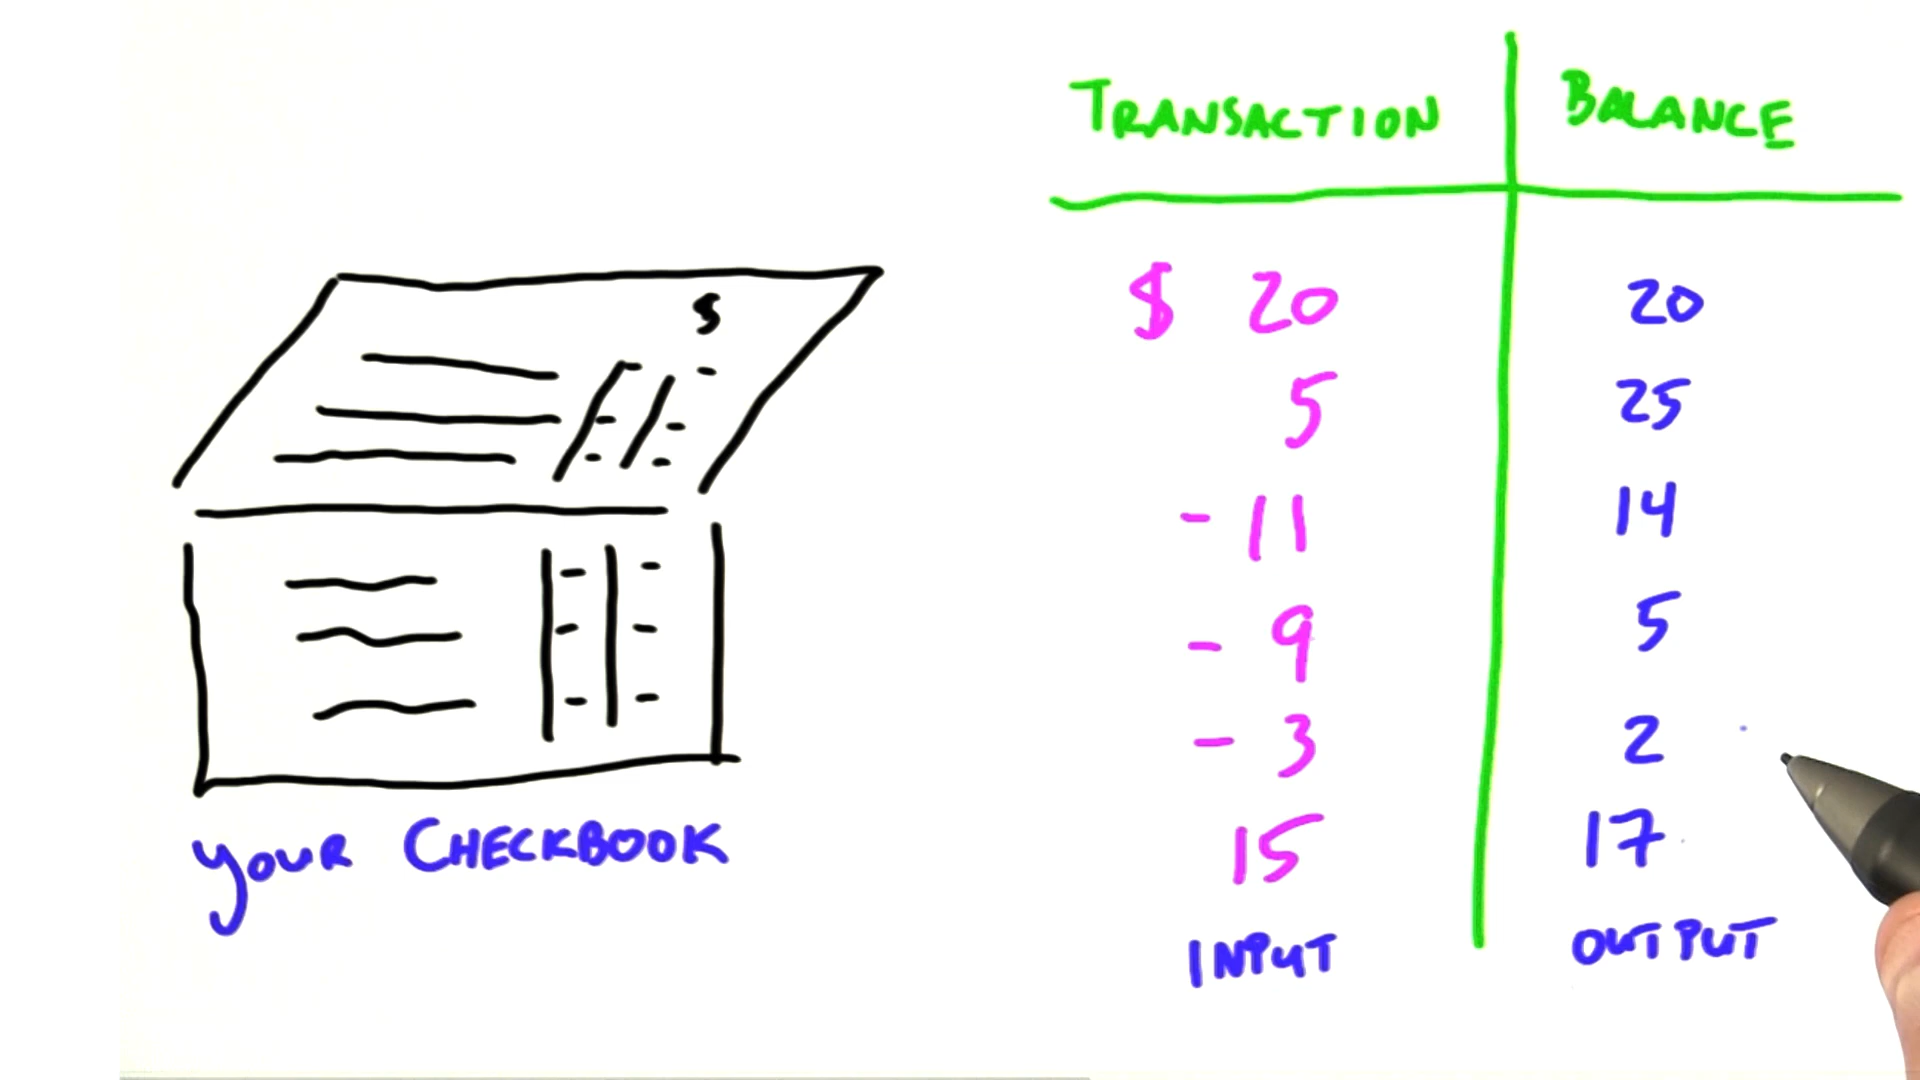 TRANSACTION BALANCE
$
$ 20 20
5 25
- 11 14
- 9 5
- 3 2
15 17
YOUR CHECKBOOK
INPUT OUTPUT